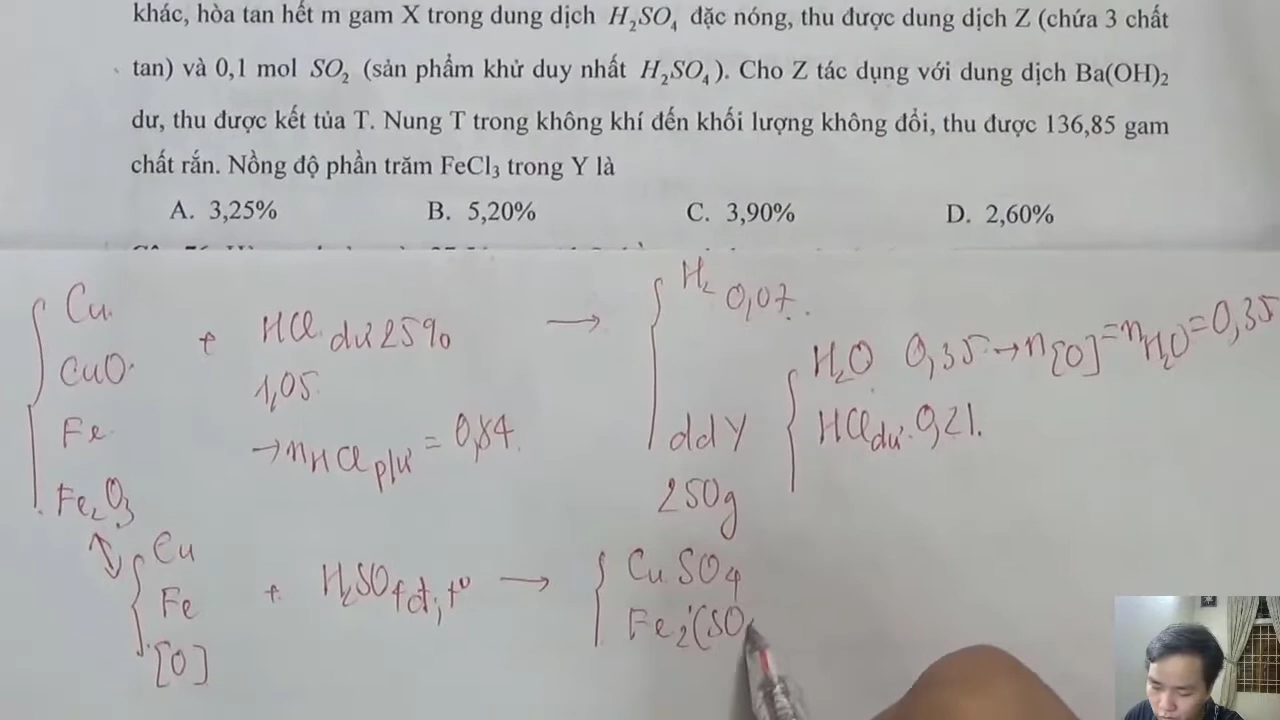 khác, hòa tan hết m gam X trong dung dịch H₂SO₄ đặc nóng, thu được dung dịch Z (chứa 3 chất
tan) và 0,1 mol SO₂ (sản phẩm khử duy nhất H₂SO₄). Cho Z tác dụng với dung dịch Ba(OH)₂
dư, thu được kết tủa T. Nung T trong không khí đến khối lượng không đổi, thu được 136,85 gam
chất rắn. Nồng độ phần trăm FeCl₃ trong Y là
A. 3,25% B. 5,20% C. 3,90% D. 2,60%
Cu
CuO
Fe
Fe₂O₃
+ HCl dư 25%
1,05
→ nHCl p/ư = 0,84
→
H₂ 0,07
ddY
250g
H₂O 0,35 → n[O] = nH₂O = 0,35
HCl dư 0,21.
Cu
Fe
[O]
+ H₂SO₄ đ, t° →
CuSO₄
Fe₂(SO